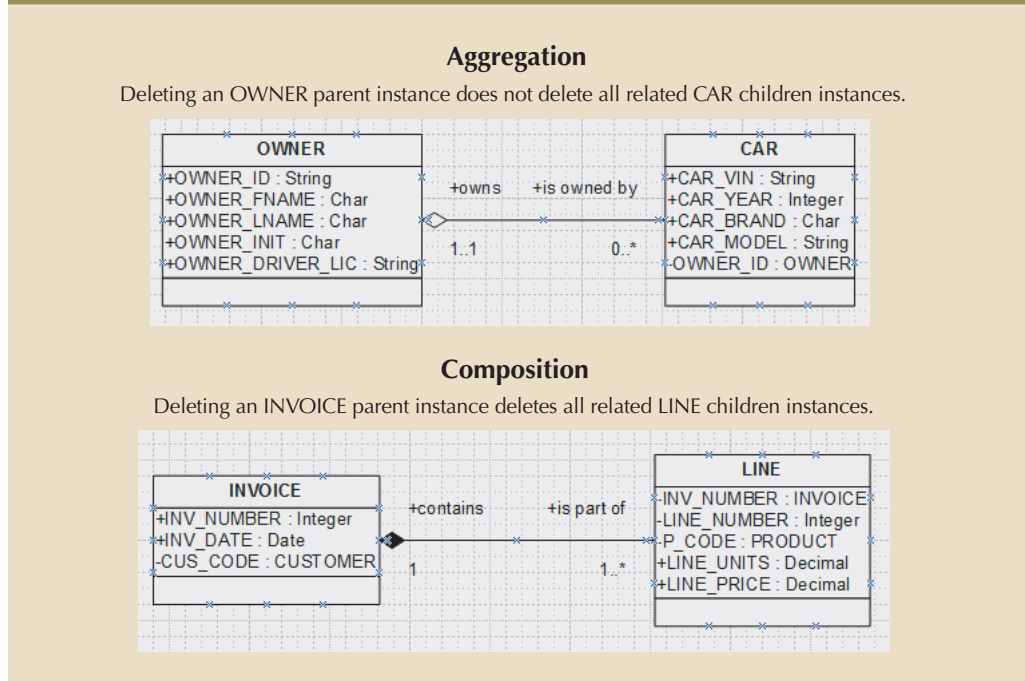 Aggregation
Deleting an OWNER parent instance does not delete all related CAR children instances.
OWNER
+OWNER_ID : String
+OWNER_FNAME : Char
+OWNER_LNAME : Char
+OWNER_INIT : Char
+OWNER_DRIVER_LIC : String
+owns
+is owned by
1..1
0..*
CAR
+CAR_VIN : String
+CAR_YEAR : Integer
+CAR_BRAND : Char
+CAR_MODEL : String
-OWNER_ID : OWNER
Composition
Deleting an INVOICE parent instance deletes all related LINE children instances.
INVOICE
+INV_NUMBER : Integer
+INV_DATE : Date
-CUS_CODE : CUSTOMER
+contains
+is part of
1
1..*
LINE
-INV_NUMBER : INVOICE
-LINE_NUMBER : Integer
-P_CODE : PRODUCT
+LINE_UNITS : Decimal
+LINE_PRICE : Decimal